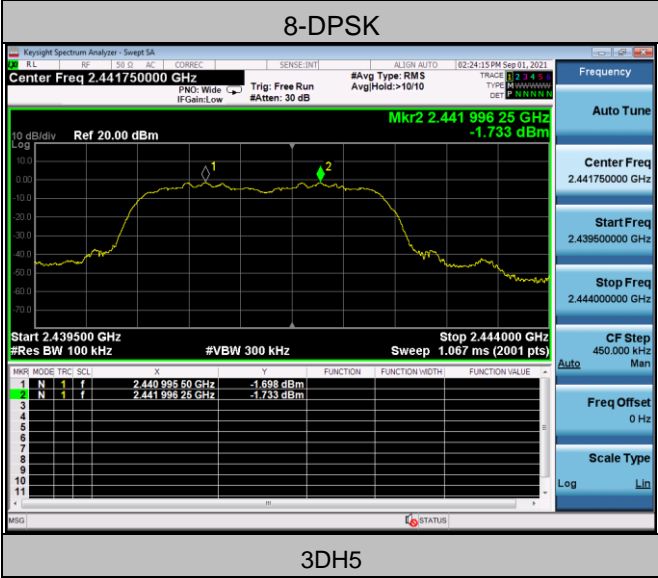 8-DPSK
Keysight Spectrum Analyzer - Swept SA
RL RF 50 Ω AC CORREC SENSE:INT ALIGN AUTO 02:24:15 PM Sep 01, 2021
Center Freq 2.441750000 GHz
PNO: Wide
IFGain:Low
Trig: Free Run
#Atten: 30 dB
#Avg Type: RMS
Avg|Hold:>10/10
TRACE 1 2 3 4 5 6
TYPE MWWWWW
DET P NNNNN
Mkr2 2.441 996 25 GHz
-1.733 dBm
10 dB/div Ref 20.00 dBm
Log
10.0
0.00
-10.0
-20.0
-30.0
-40.0
-50.0
-60.0
-70.0
1
2
Start 2.439500 GHz
Stop 2.444000 GHz
#Res BW 100 kHz #VBW 300 kHz Sweep 1.067 ms (2001 pts)
MKR MODE TRC SCL X Y FUNCTION FUNCTION WIDTH FUNCTION VALUE
1 N 1 f 2.440 995 50 GHz -1.698 dBm
2 N 1 f 2.441 996 25 GHz -1.733 dBm
3
4
5
6
7
8
9
10
11
MSG STATUS
Frequency
Auto Tune
Center Freq
2.441750000 GHz
Start Freq
2.439500000 GHz
Stop Freq
2.444000000 GHz
CF Step
450.000 kHz
Auto Man
Freq Offset
0 Hz
Scale Type
Log Lin
3DH5